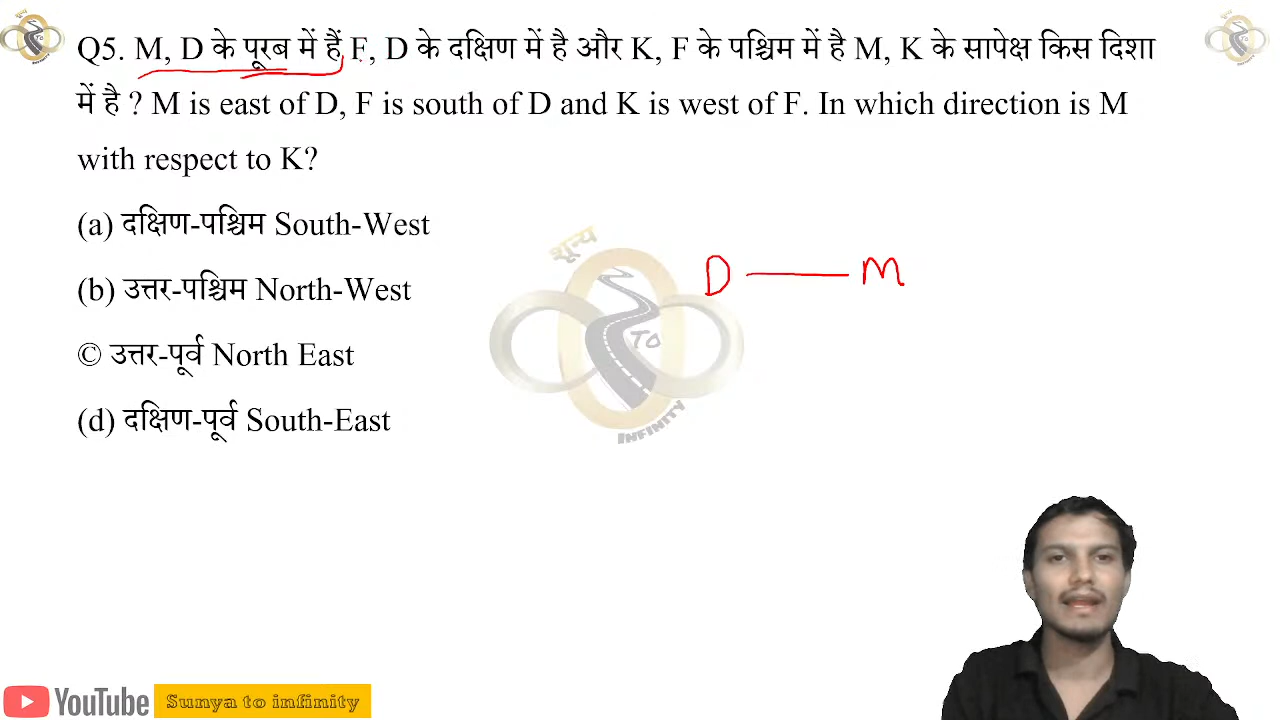 Q5. M, D के पूरब में हैं F, D के दक्षिण में है और K, F के पश्चिम में है M, K के सापेक्ष किस दिशा
में है ? M is east of D, F is south of D and K is west of F. In which direction is M
with respect to K?
(a) दक्षिण-पश्चिम South-West
(b) उत्तर-पश्चिम North-West
© उत्तर-पूर्व North East
(d) दक्षिण-पूर्व South-East
D M
शून्य
TO
INFINITY
YouTube Sunya to infinity